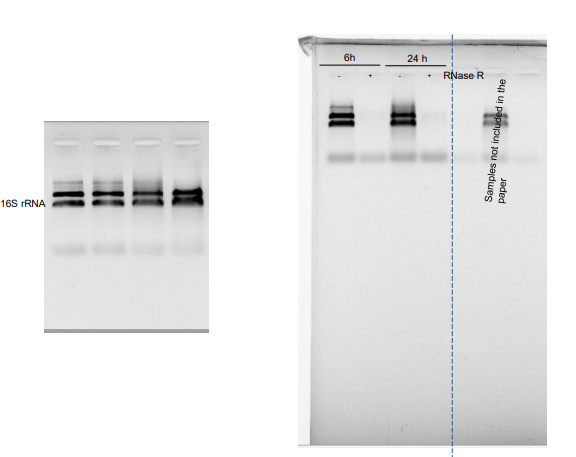 16S rRNA
6h 24 h
- + - + RNase R
Samples not included in the
paper